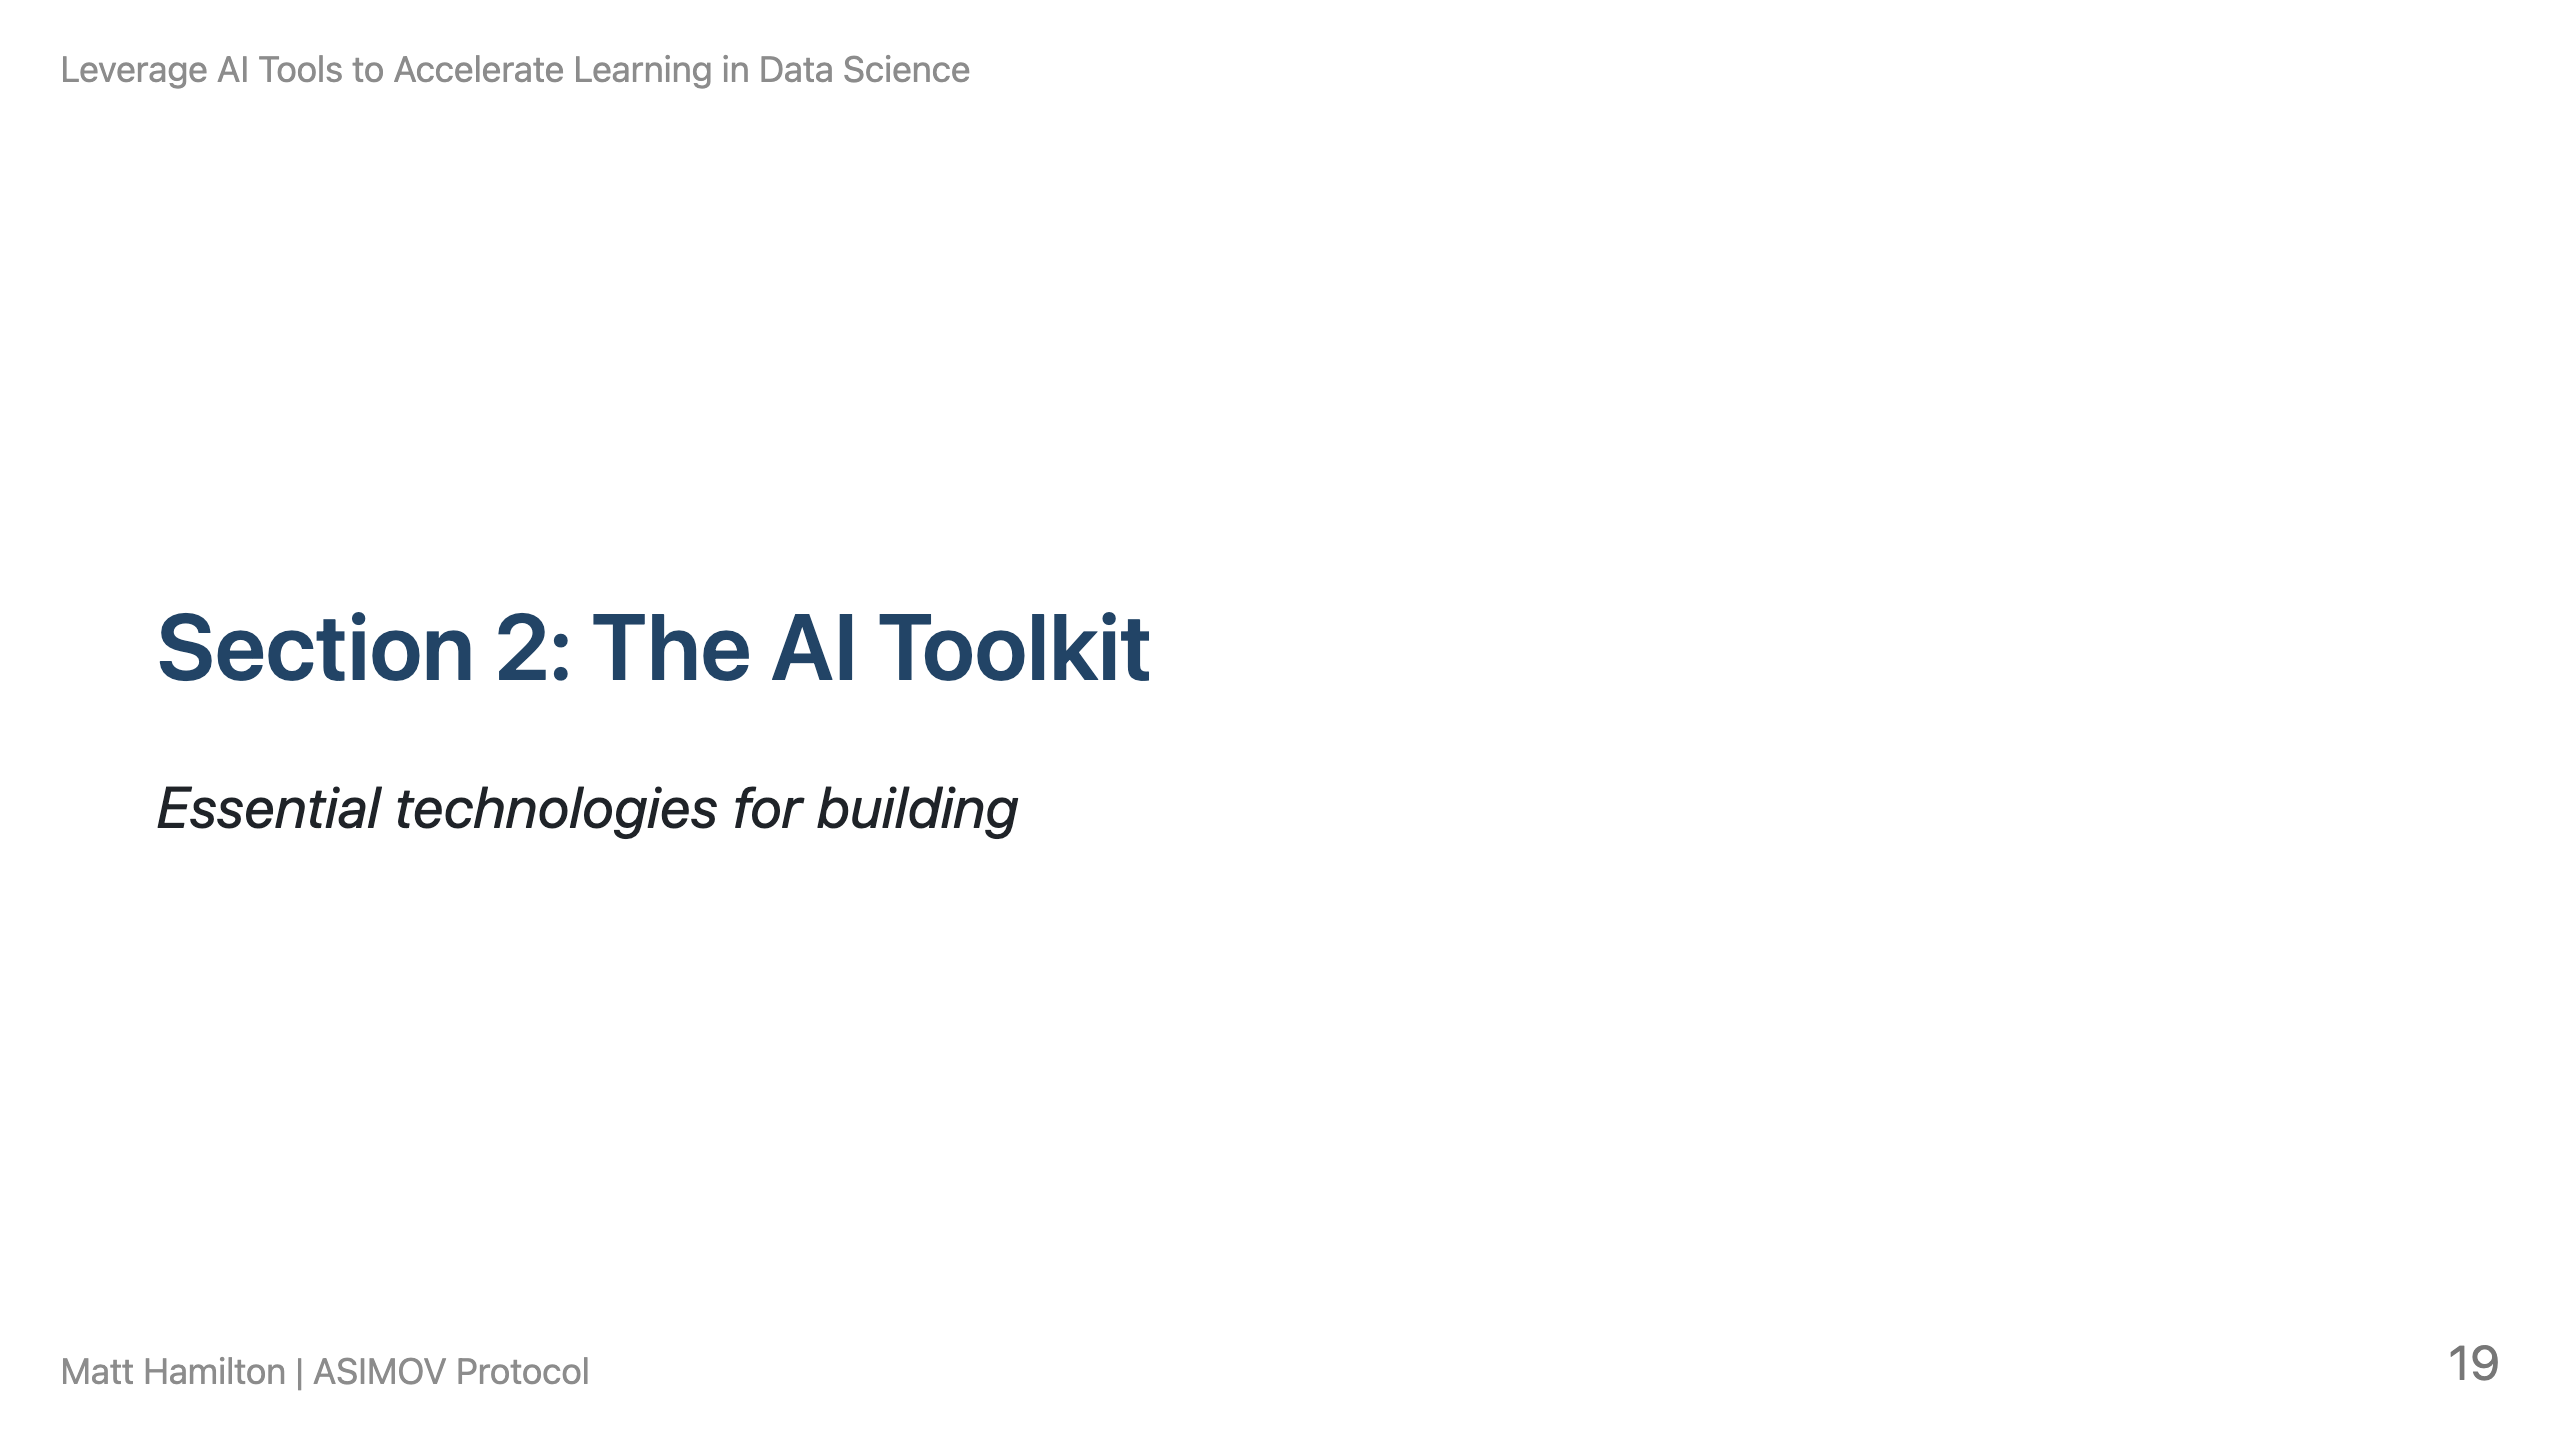 Leverage AI Tools to Accelerate Learning in Data Science
Section 2: The AI Toolkit
Essential technologies for building
Matt Hamilton | ASIMOV Protocol
19